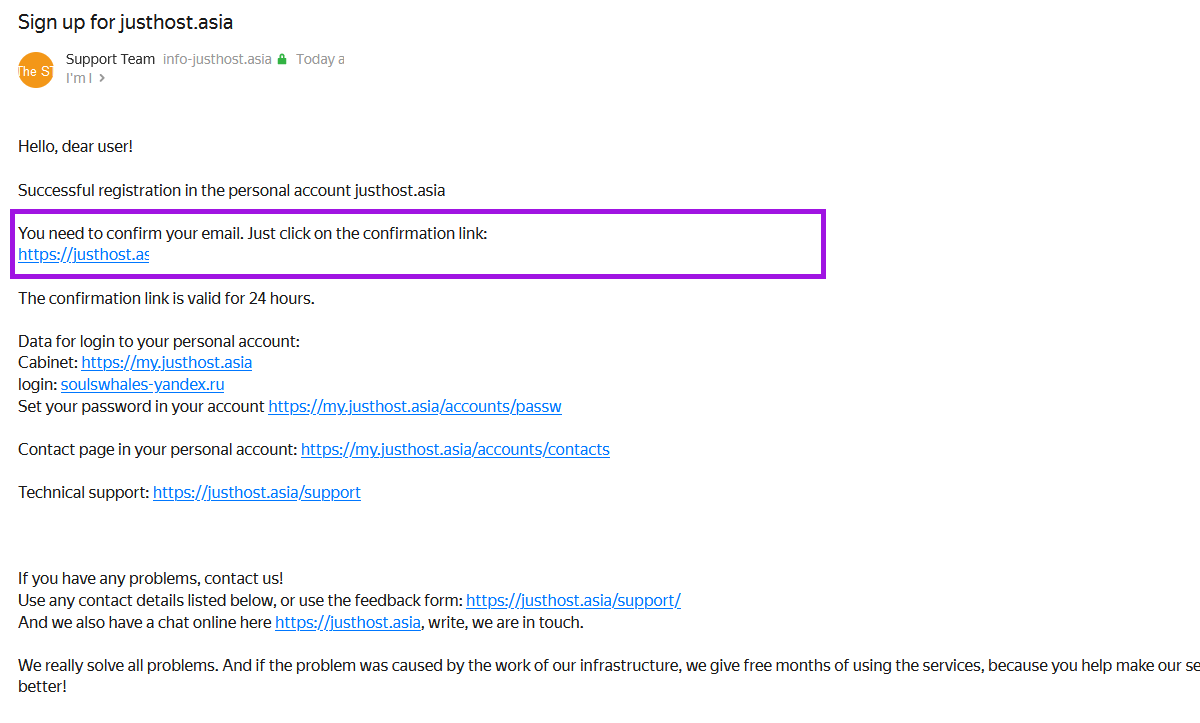 Sign up for justhost.asia
The ST
Support Team info-justhost.asia Today a
I'm I >
Hello, dear user!
Successful registration in the personal account justhost.asia
You need to confirm your email. Just click on the confirmation link:
https://justhost.as
The confirmation link is valid for 24 hours.
Data for login to your personal account:
Cabinet: https://my.justhost.asia
login: soulswhales-yandex.ru
Set your password in your account https://my.justhost.asia/accounts/passw
Contact page in your personal account: https://my.justhost.asia/accounts/contacts
Technical support: https://justhost.asia/support
If you have any problems, contact us!
Use any contact details listed below, or use the feedback form: https://justhost.asia/support/
And we also have a chat online here https://justhost.asia, write, we are in touch.
We really solve all problems. And if the problem was caused by the work of our infrastructure, we give free months of using the services, because you help make our se
better!